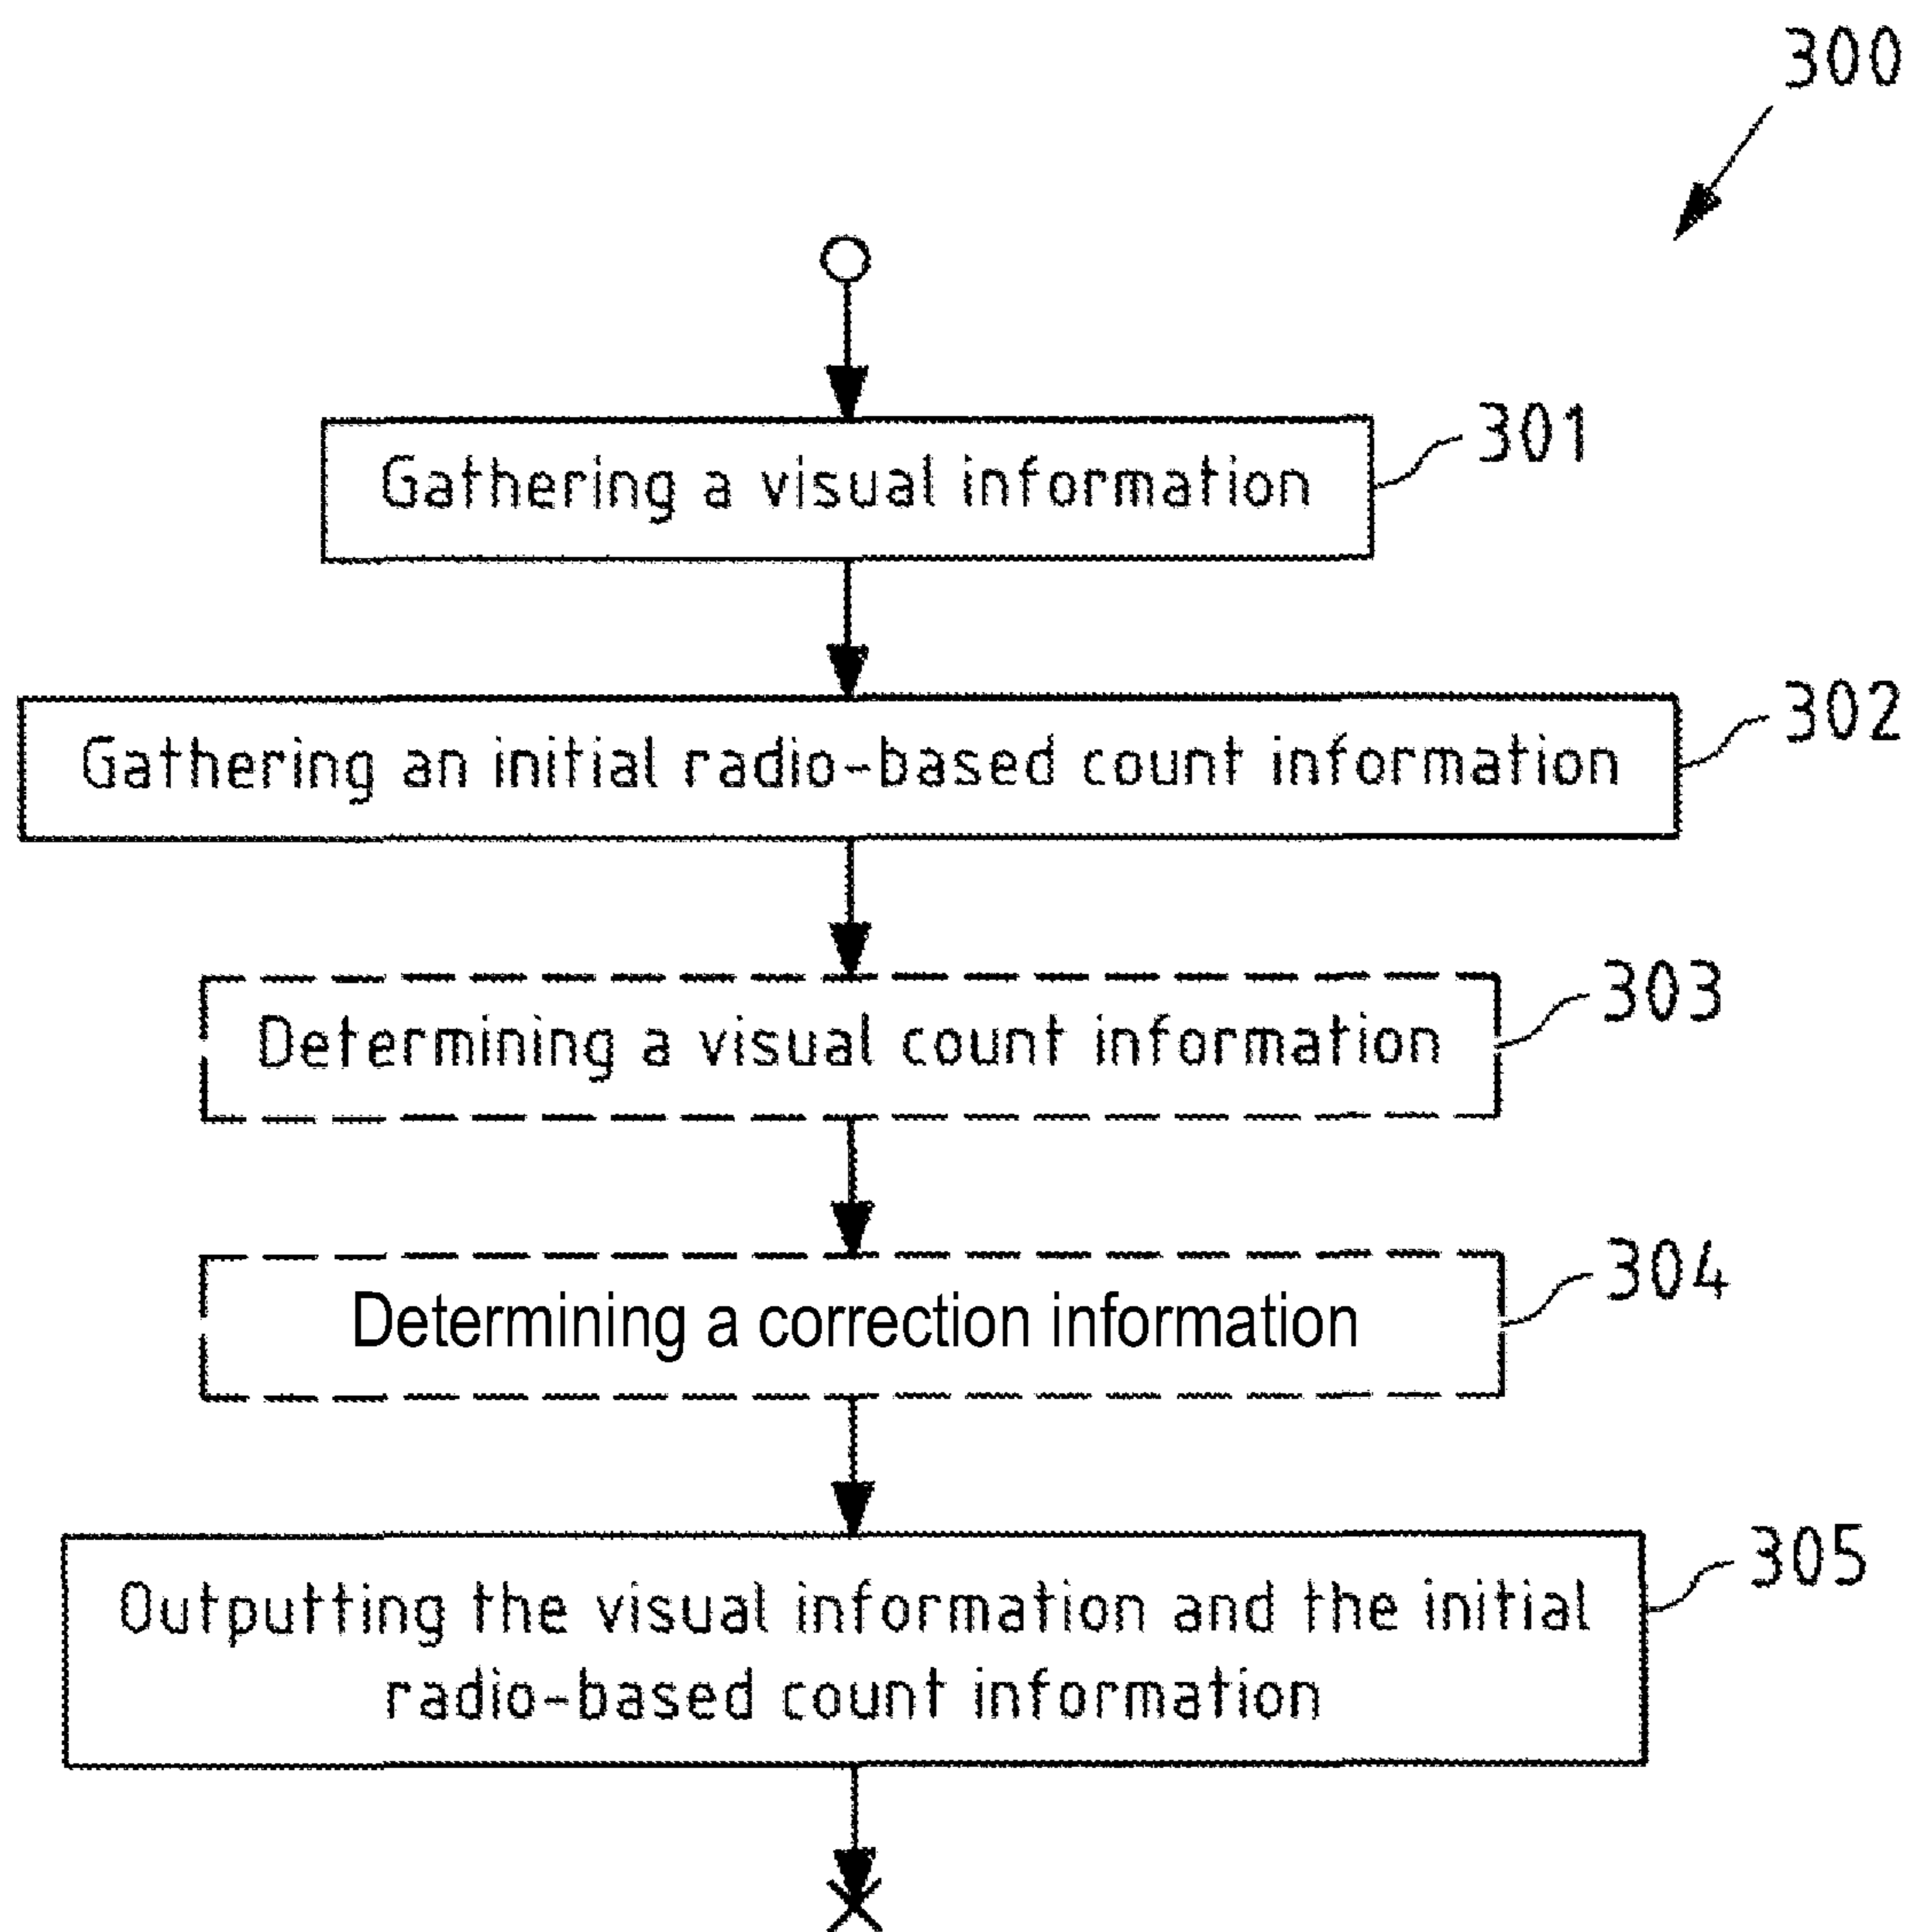 300
Gathering a visual information
301
Gathering an initial radio-based count information
302
Determining a visual count information
303
Determining a correction information
304
Outputting the visual information and the initial
radio-based count information
305